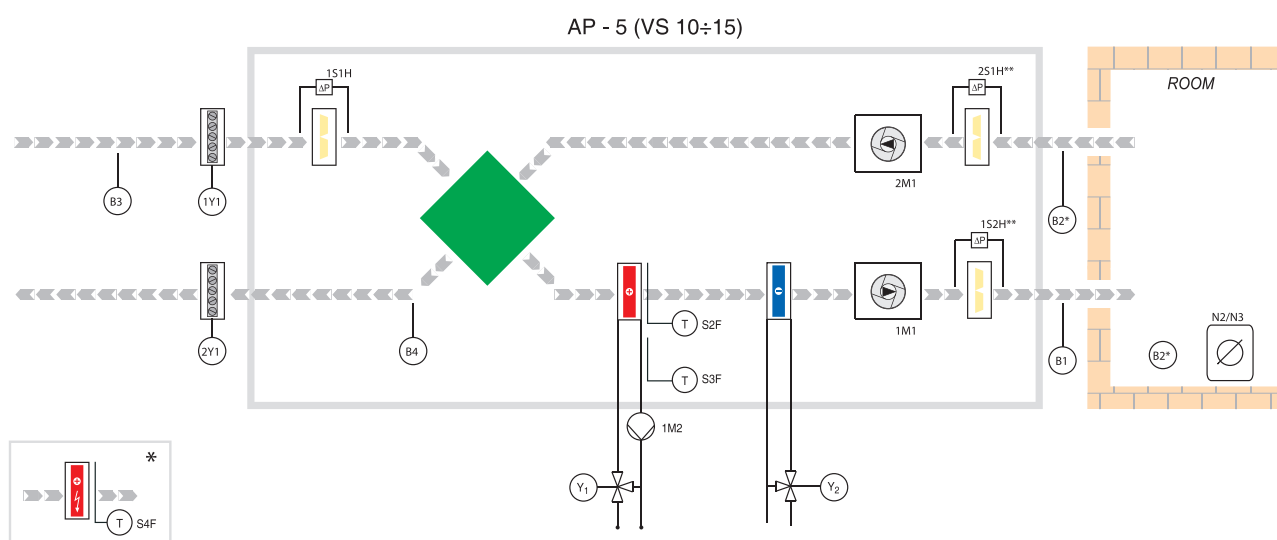 AP - 5 (VS 10÷15)
1S1H
ΔP
2S1H**
ΔP
ROOM
B3
1Y1
2M1
B2*
1S2H**
ΔP
2Y1
B4
T S2F
T S3F
1M1
B1
B2*
N2/N3
1M2
Y1
Y2
*
T S4F